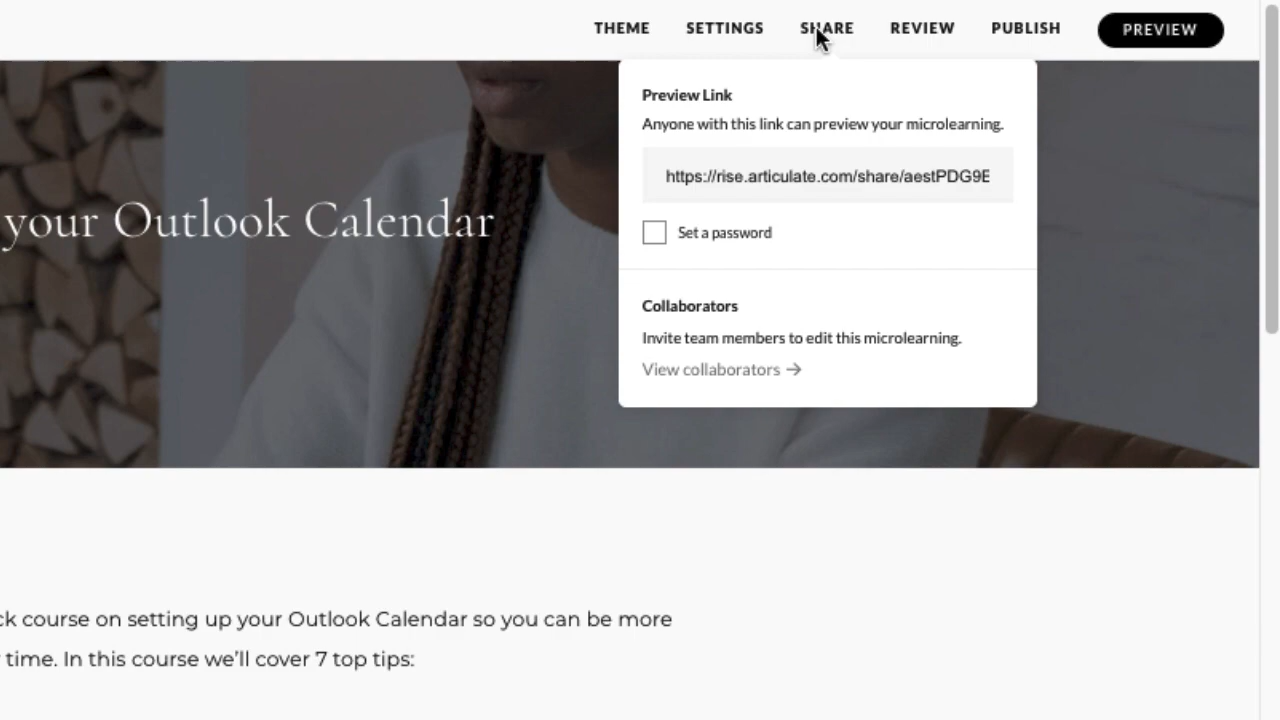 THEME SETTINGS SHARE REVIEW PUBLISH PREVIEW
Preview Link
Anyone with this link can preview your microlearning.
https://rise.articulate.com/share/aestPDG9E
Set a password
Collaborators
Invite team members to edit this microlearning.
View collaborators →
your Outlook Calendar
ck course on setting up your Outlook Calendar so you can be more
time. In this course we'll cover 7 top tips: